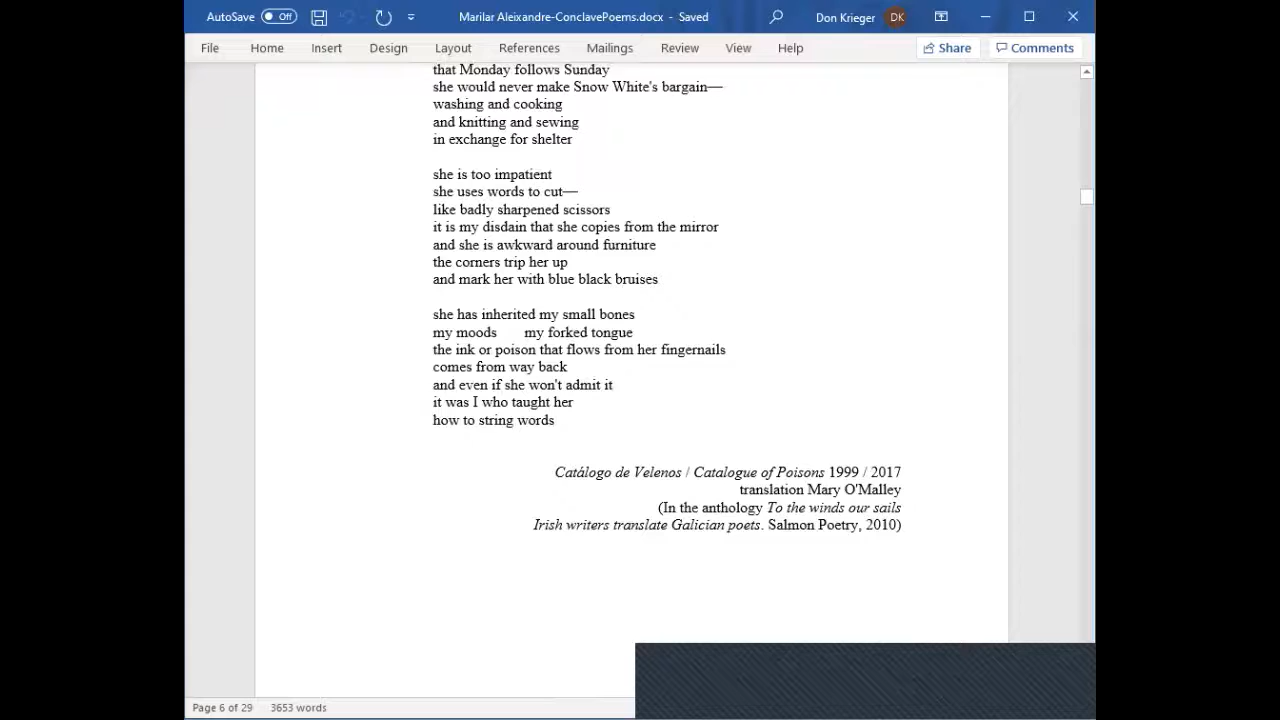 AutoSave Off Marilar Aleixandre-ConclavePoems.docx - Saved Don Krieger DK
File Home Insert Design Layout References Mailings Review View Help Share Comments
that Monday follows Sunday
she would never make Snow White's bargain—
washing and cooking
and knitting and sewing
in exchange for shelter
she is too impatient
she uses words to cut—
like badly sharpened scissors
it is my disdain that she copies from the mirror
and she is awkward around furniture
the corners trip her up
and mark her with blue black bruises
she has inherited my small bones
my moods my forked tongue
the ink or poison that flows from her fingernails
comes from way back
and even if she won't admit it
it was I who taught her
how to string words
Catálogo de Velenos / Catalogue of Poisons 1999 / 2017
translation Mary O'Malley
(In the anthology To the winds our sails
Irish writers translate Galician poets. Salmon Poetry, 2010)
Page 6 of 29 3653 words